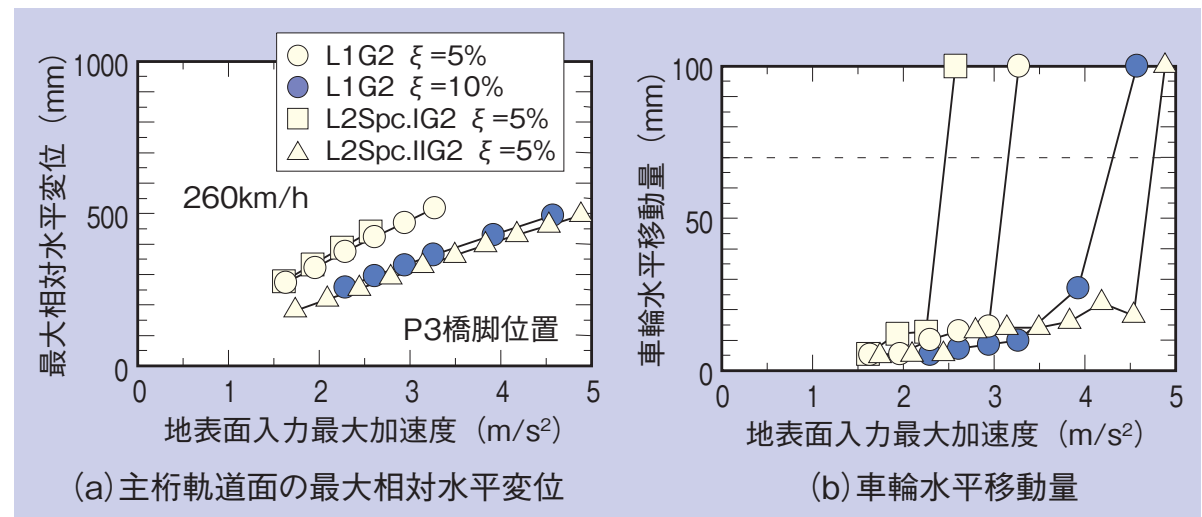 最大相対水平変位（mm）
1000
500
0
L1G2 ξ=5%
L1G2 ξ=10%
L2Spc.IG2 ξ=5%
L2Spc.IIG2 ξ=5%
260km/h
P3橋脚位置
0 1 2 3 4 5
地表面入力最大加速度（m/s²）
(a)主桁軌道面の最大相対水平変位
車輪水平移動量（mm）
100
50
0
0 1 2 3 4 5
地表面入力最大加速度（m/s²）
(b)車輪水平移動量